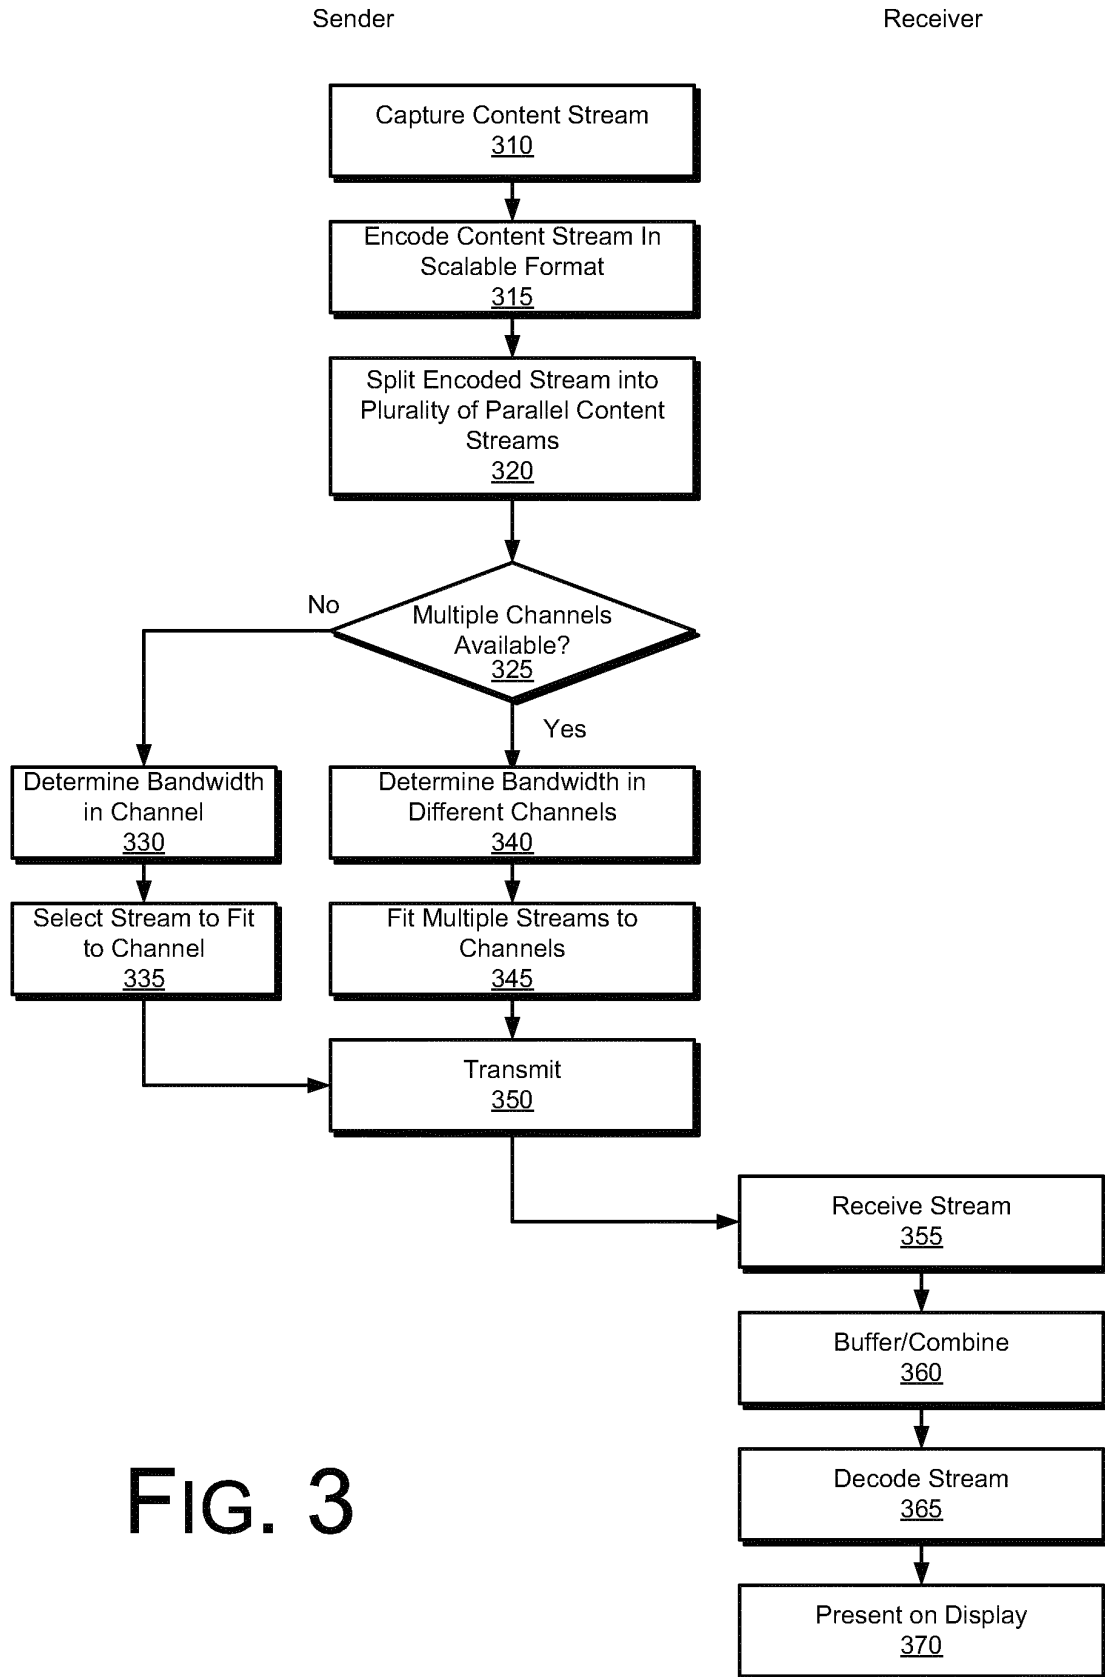 Sender
Receiver
Capture Content Stream
310
Encode Content Stream In
Scalable Format
315
Split Encoded Stream into
Plurality of Parallel Content
Streams
320
Multiple Channels
Available?
325
No
Yes
Determine Bandwidth
in Channel
330
Determine Bandwidth in
Different Channels
340
Select Stream to Fit
to Channel
335
Fit Multiple Streams to
Channels
345
Transmit
350
Receive Stream
355
Buffer/Combine
360
Decode Stream
365
Present on Display
370
FIG. 3